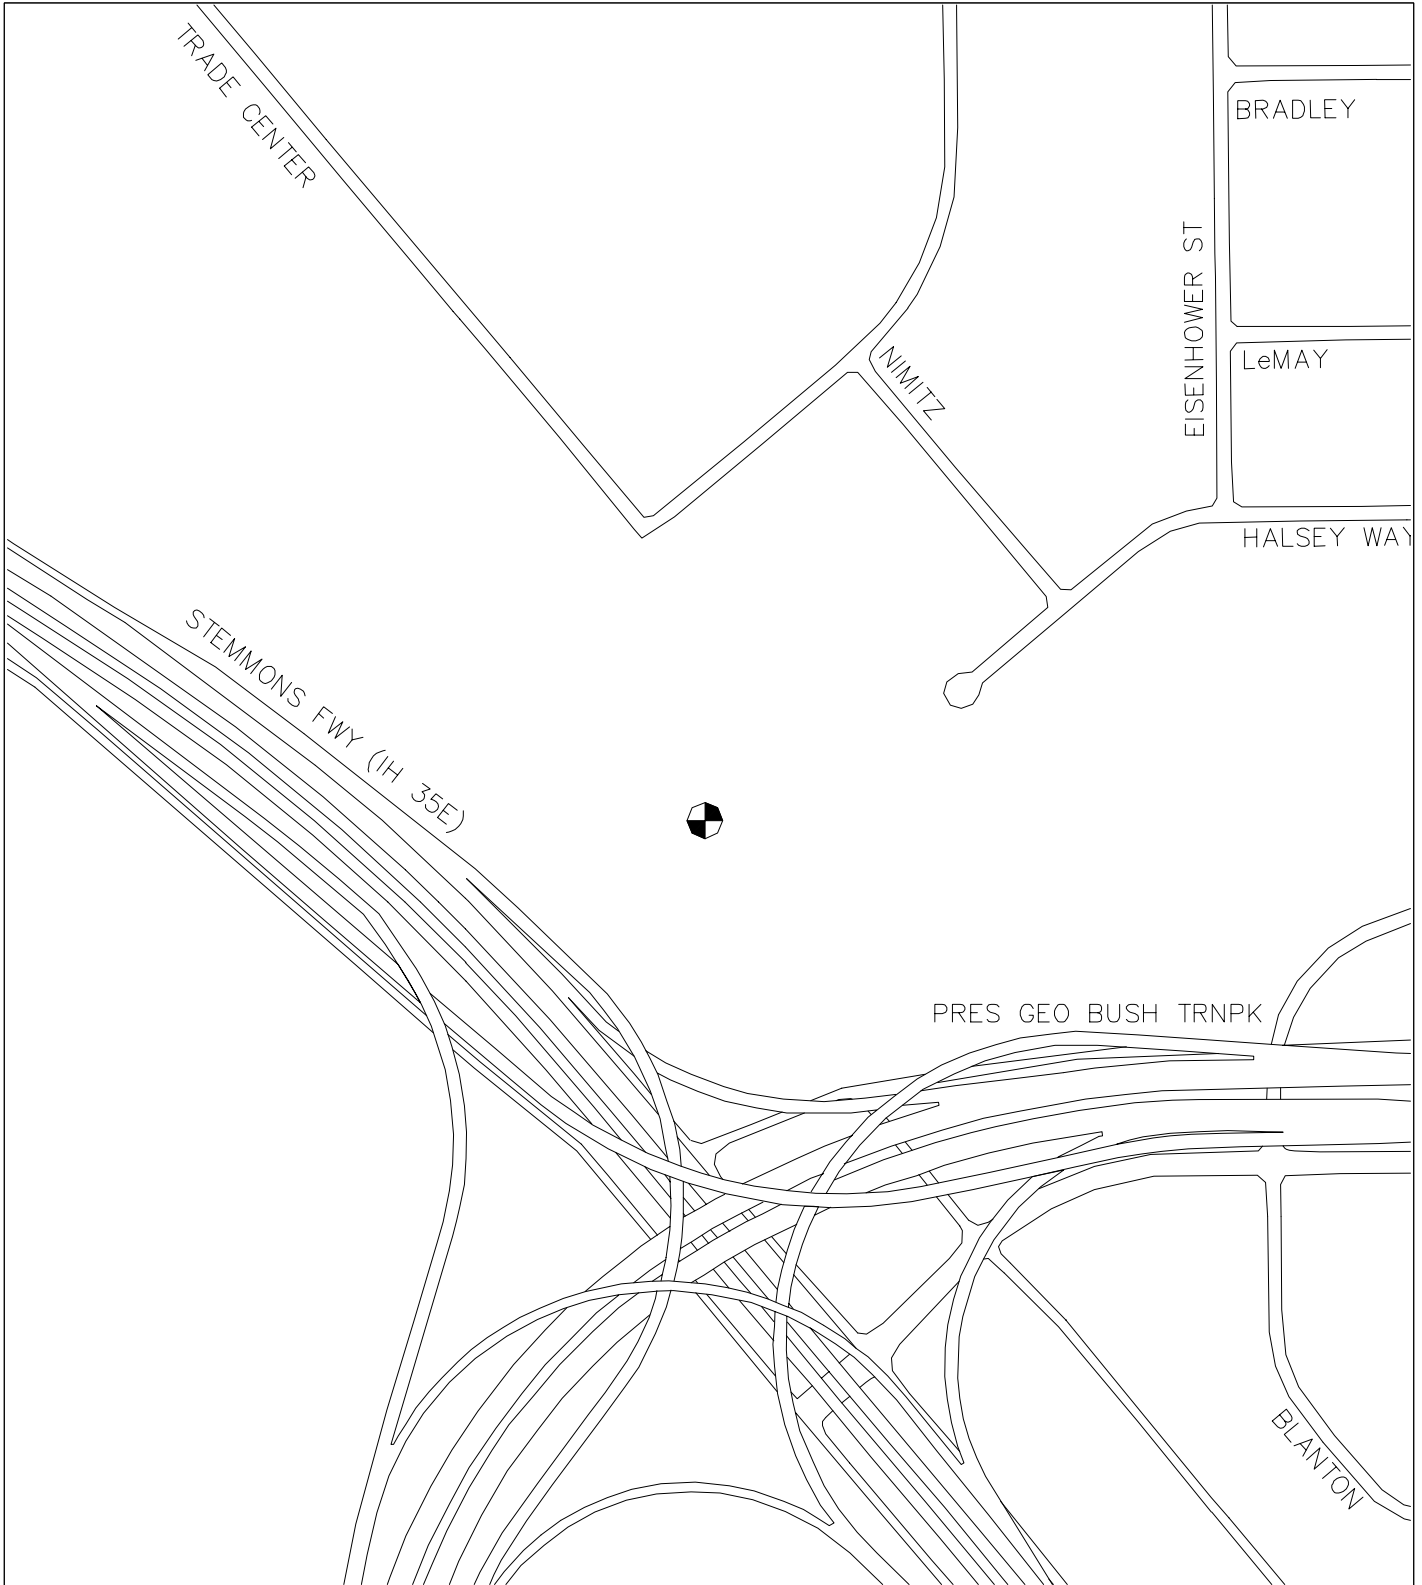 TRADE CENTER
BRADLEY
EISENHOWER ST
NIMITZ
LeMAY
HALSEY WAY
STEMMONS FWY (IH 35E)
PRES GEO BUSH TRNPK
BLANTON